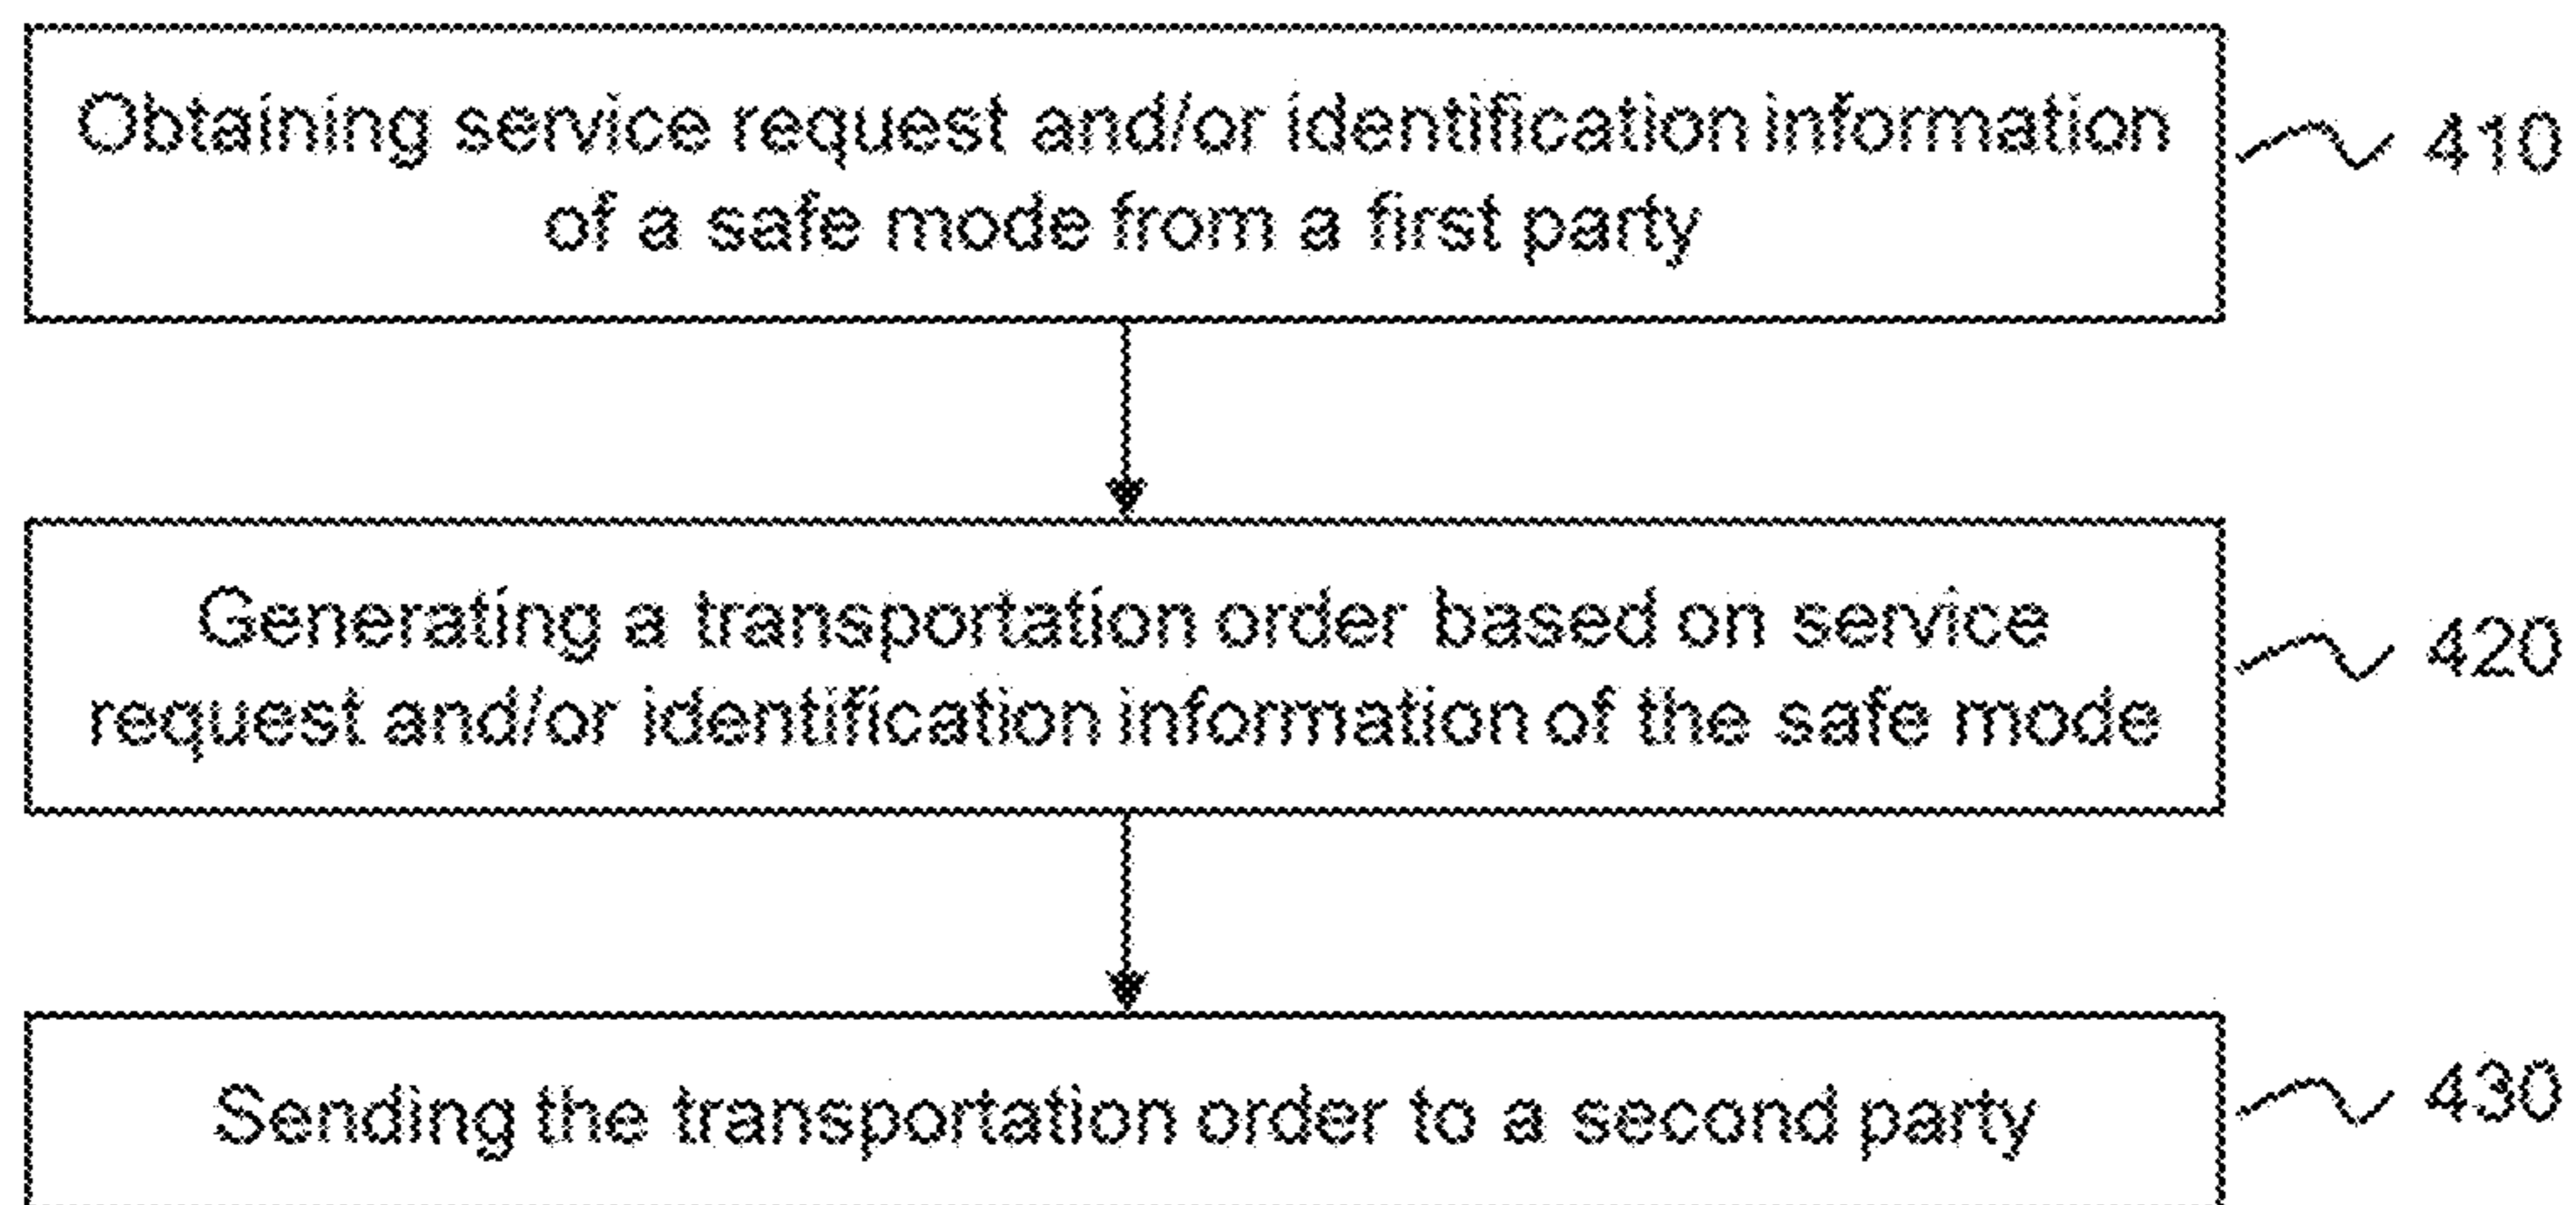 Obtaining service request and/or identification information
of a safe mode from a first party
410
Generating a transportation order based on service
request and/or identification information of the safe mode
420
Sending the transportation order to a second party
430